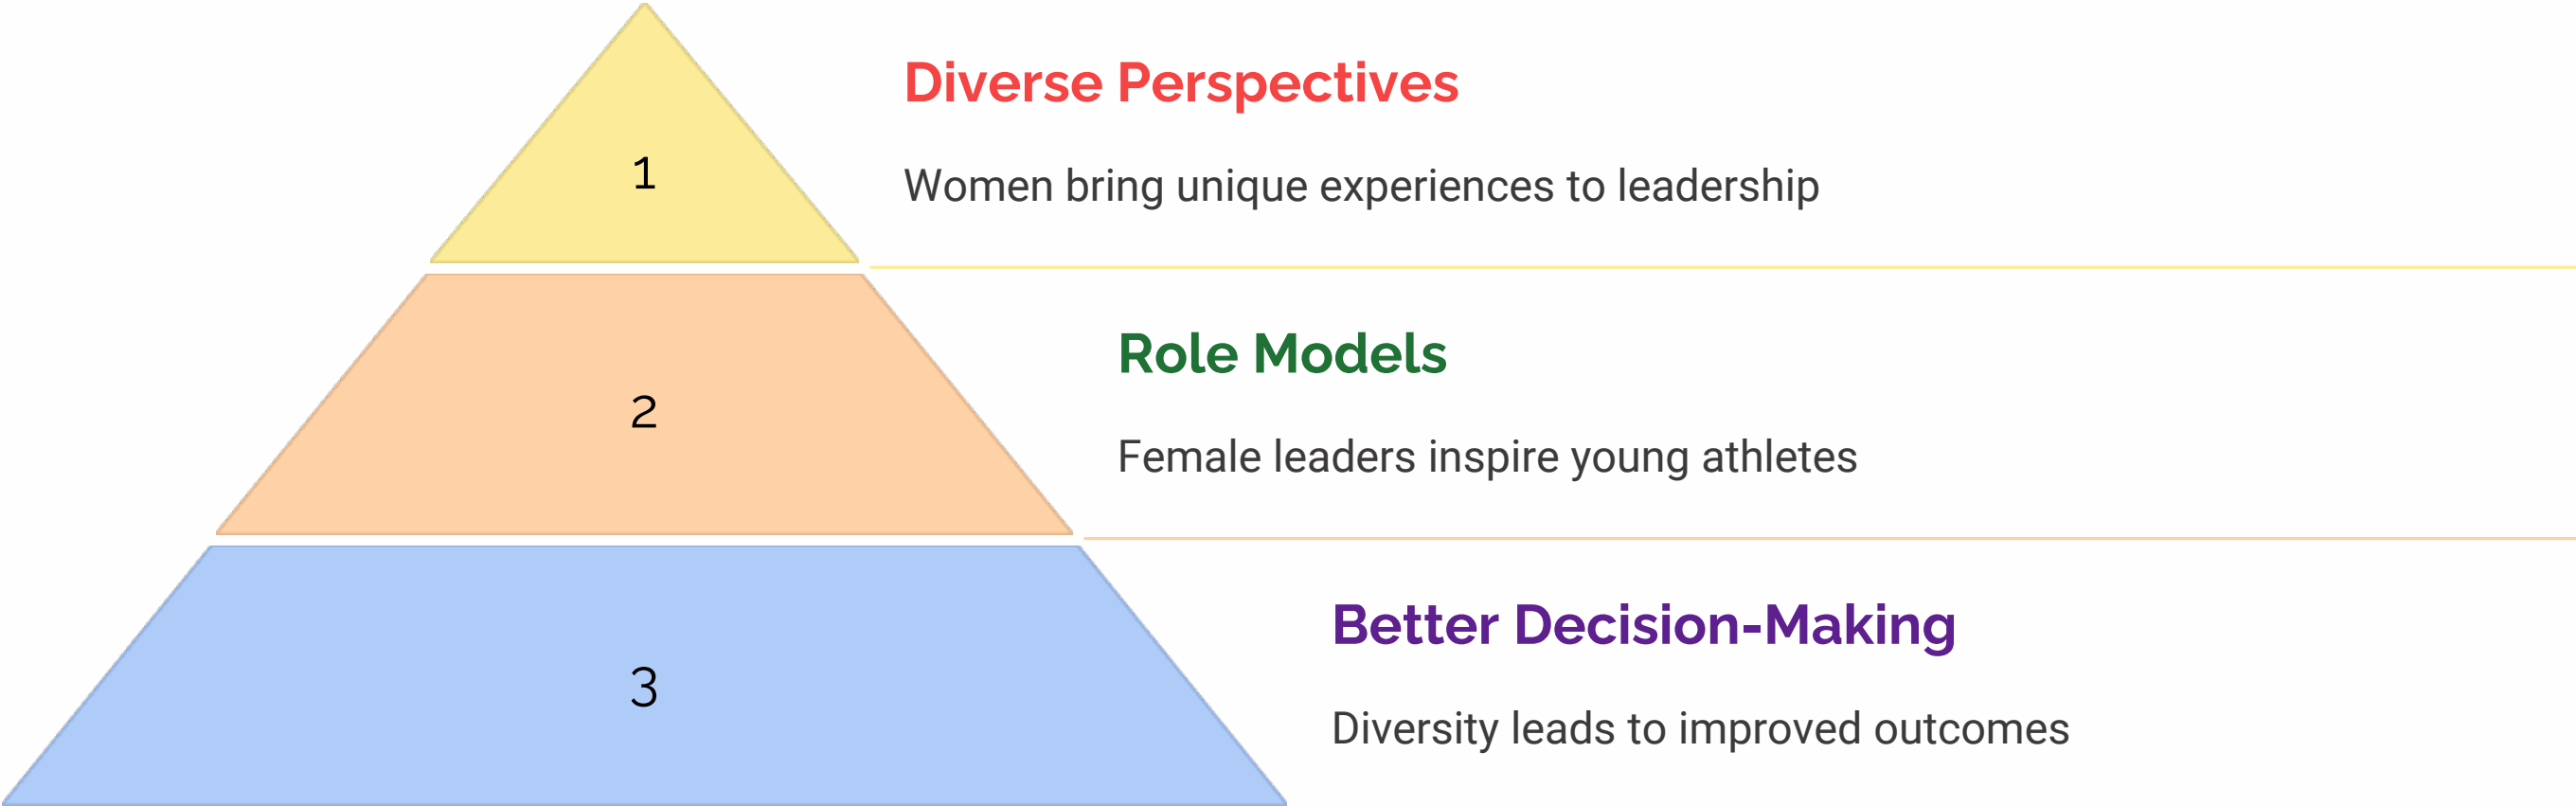 1
Diverse Perspectives
Women bring unique experiences to leadership
2
Role Models
Female leaders inspire young athletes
3
Better Decision-Making
Diversity leads to improved outcomes